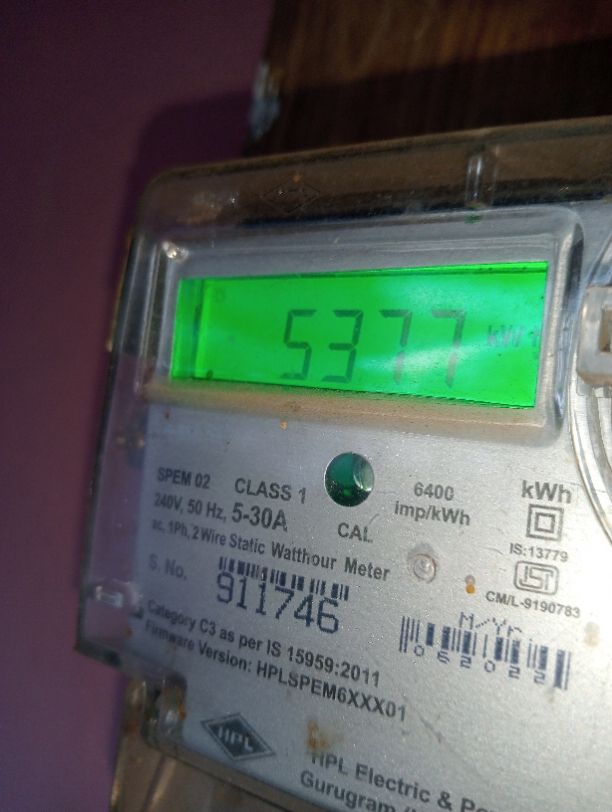 5377 kWh
SPEM 02 CLASS 1
240V, 50 Hz, 5-30A
ac, 1Ph, 2 Wire Static Watthour Meter
CAL
6400
imp/kWh
kWh
IS:13779
ISI
CM/L-9190783
S. No.
911746
M/Yr.
062022
Category C3 as per IS 15959:2011
Firmware Version: HPLSPEM6XXX01
HPL
HPL Electric &
Gurugram